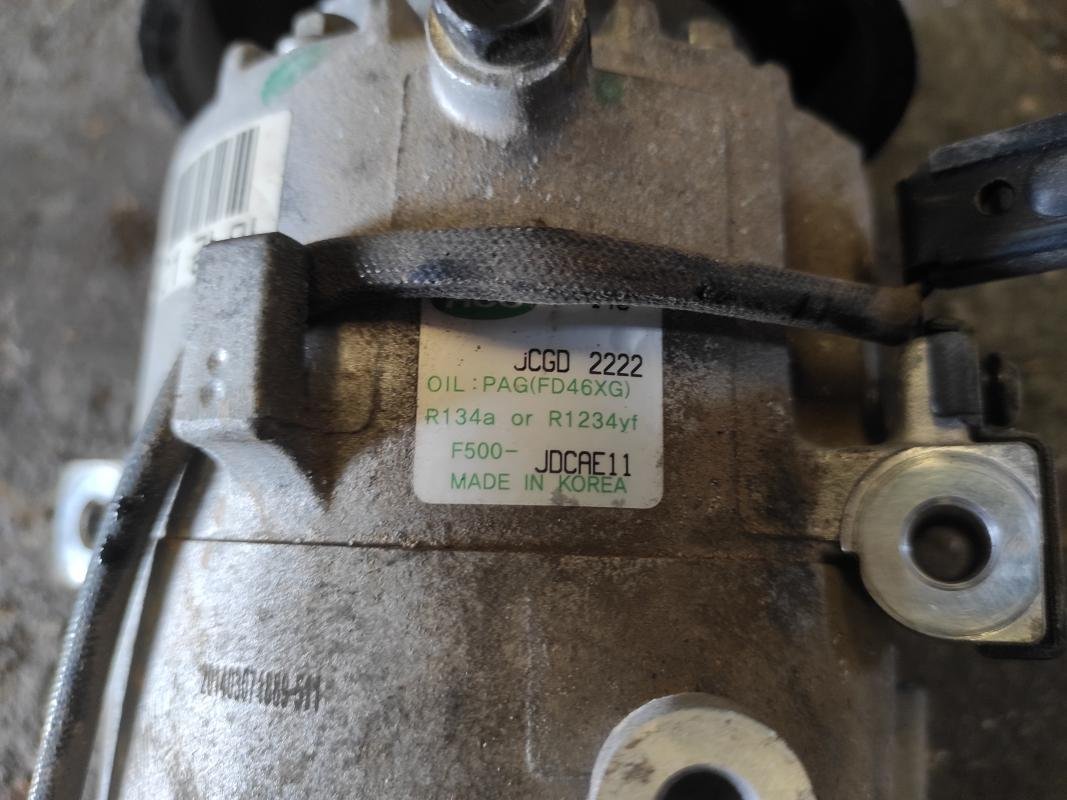 jCGD 2222
OIL : PAG(FD46XG)
R134a or R1234yf
F500- JDCAE11
MADE IN KOREA